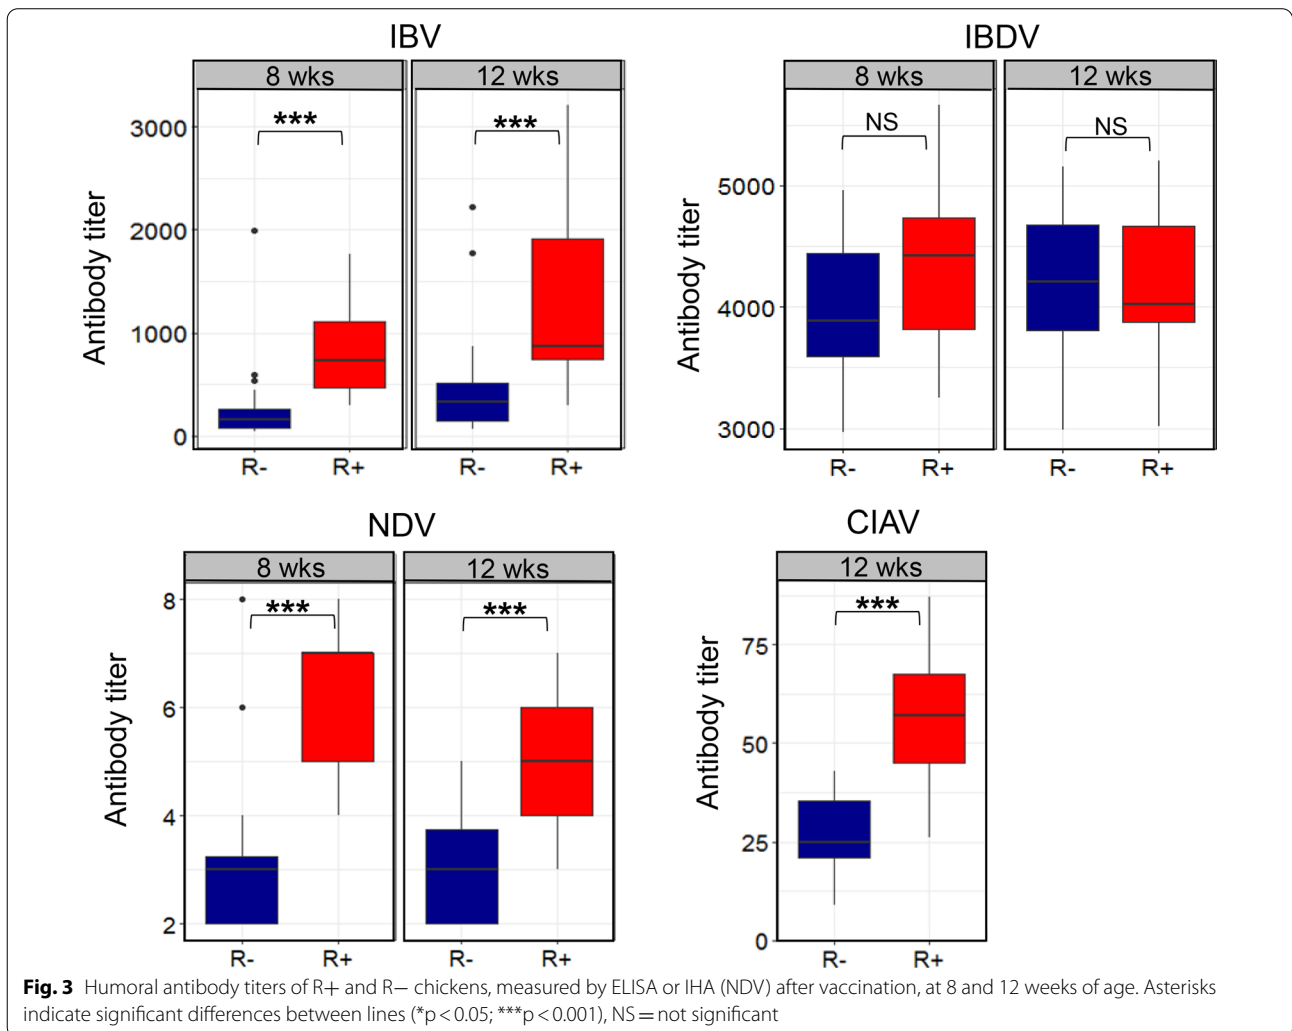 IBV
8 wks
12 wks
***
***
Antibody titer
3000
2000
1000
0
R-
R+
R-
R+
IBDV
8 wks
12 wks
NS
NS
Antibody titer
5000
4000
3000
R-
R+
R-
R+
NDV
8 wks
12 wks
***
***
Antibody titer
8
6
4
2
R-
R+
R-
R+
CIAV
12 wks
***
Antibody titer
75
50
25
0
R-
R+
Fig. 3 Humoral antibody titers of R+ and R− chickens, measured by ELISA or IHA (NDV) after vaccination, at 8 and 12 weeks of age. Asterisks
indicate significant differences between lines (*p < 0.05; ***p < 0.001), NS = not significant